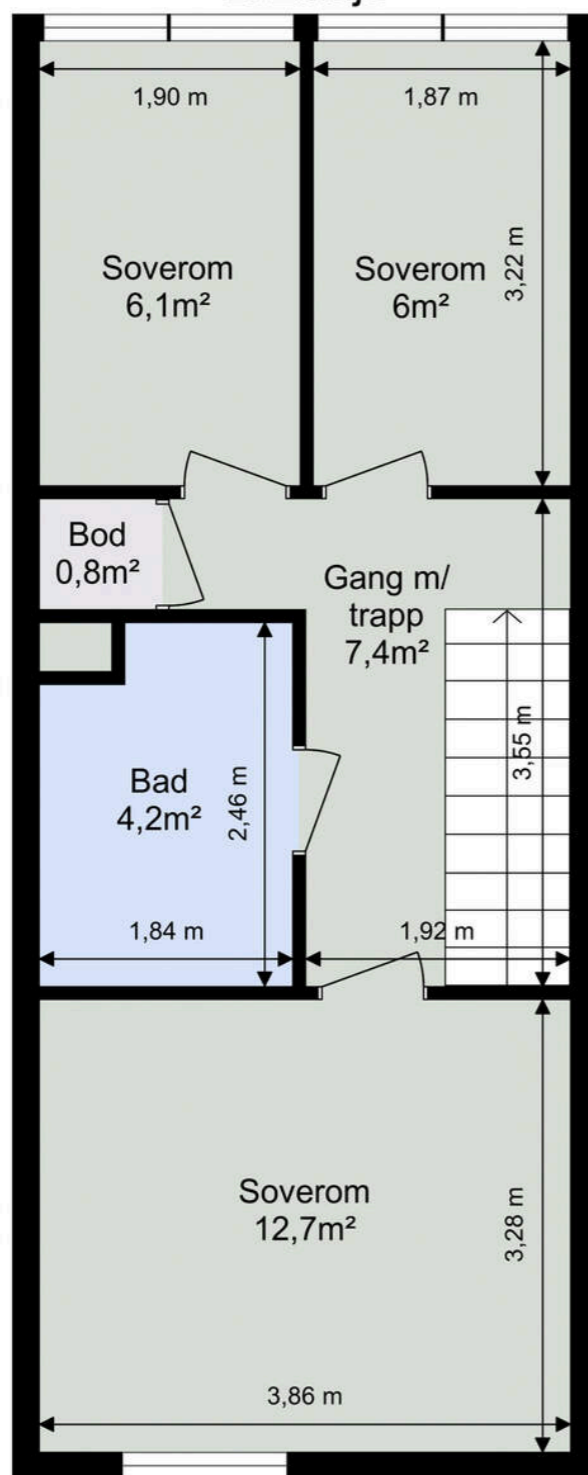 1,90 m
1,87 m
Soverom
6,1m²
Soverom
6m²
3,22 m
Bod
0,8m²
Gang m/
trapp
7,4m²
3,55 m
Bad
4,2m²
2,46 m
1,84 m
1,92 m
Soverom
12,7m²
3,28 m
3,86 m